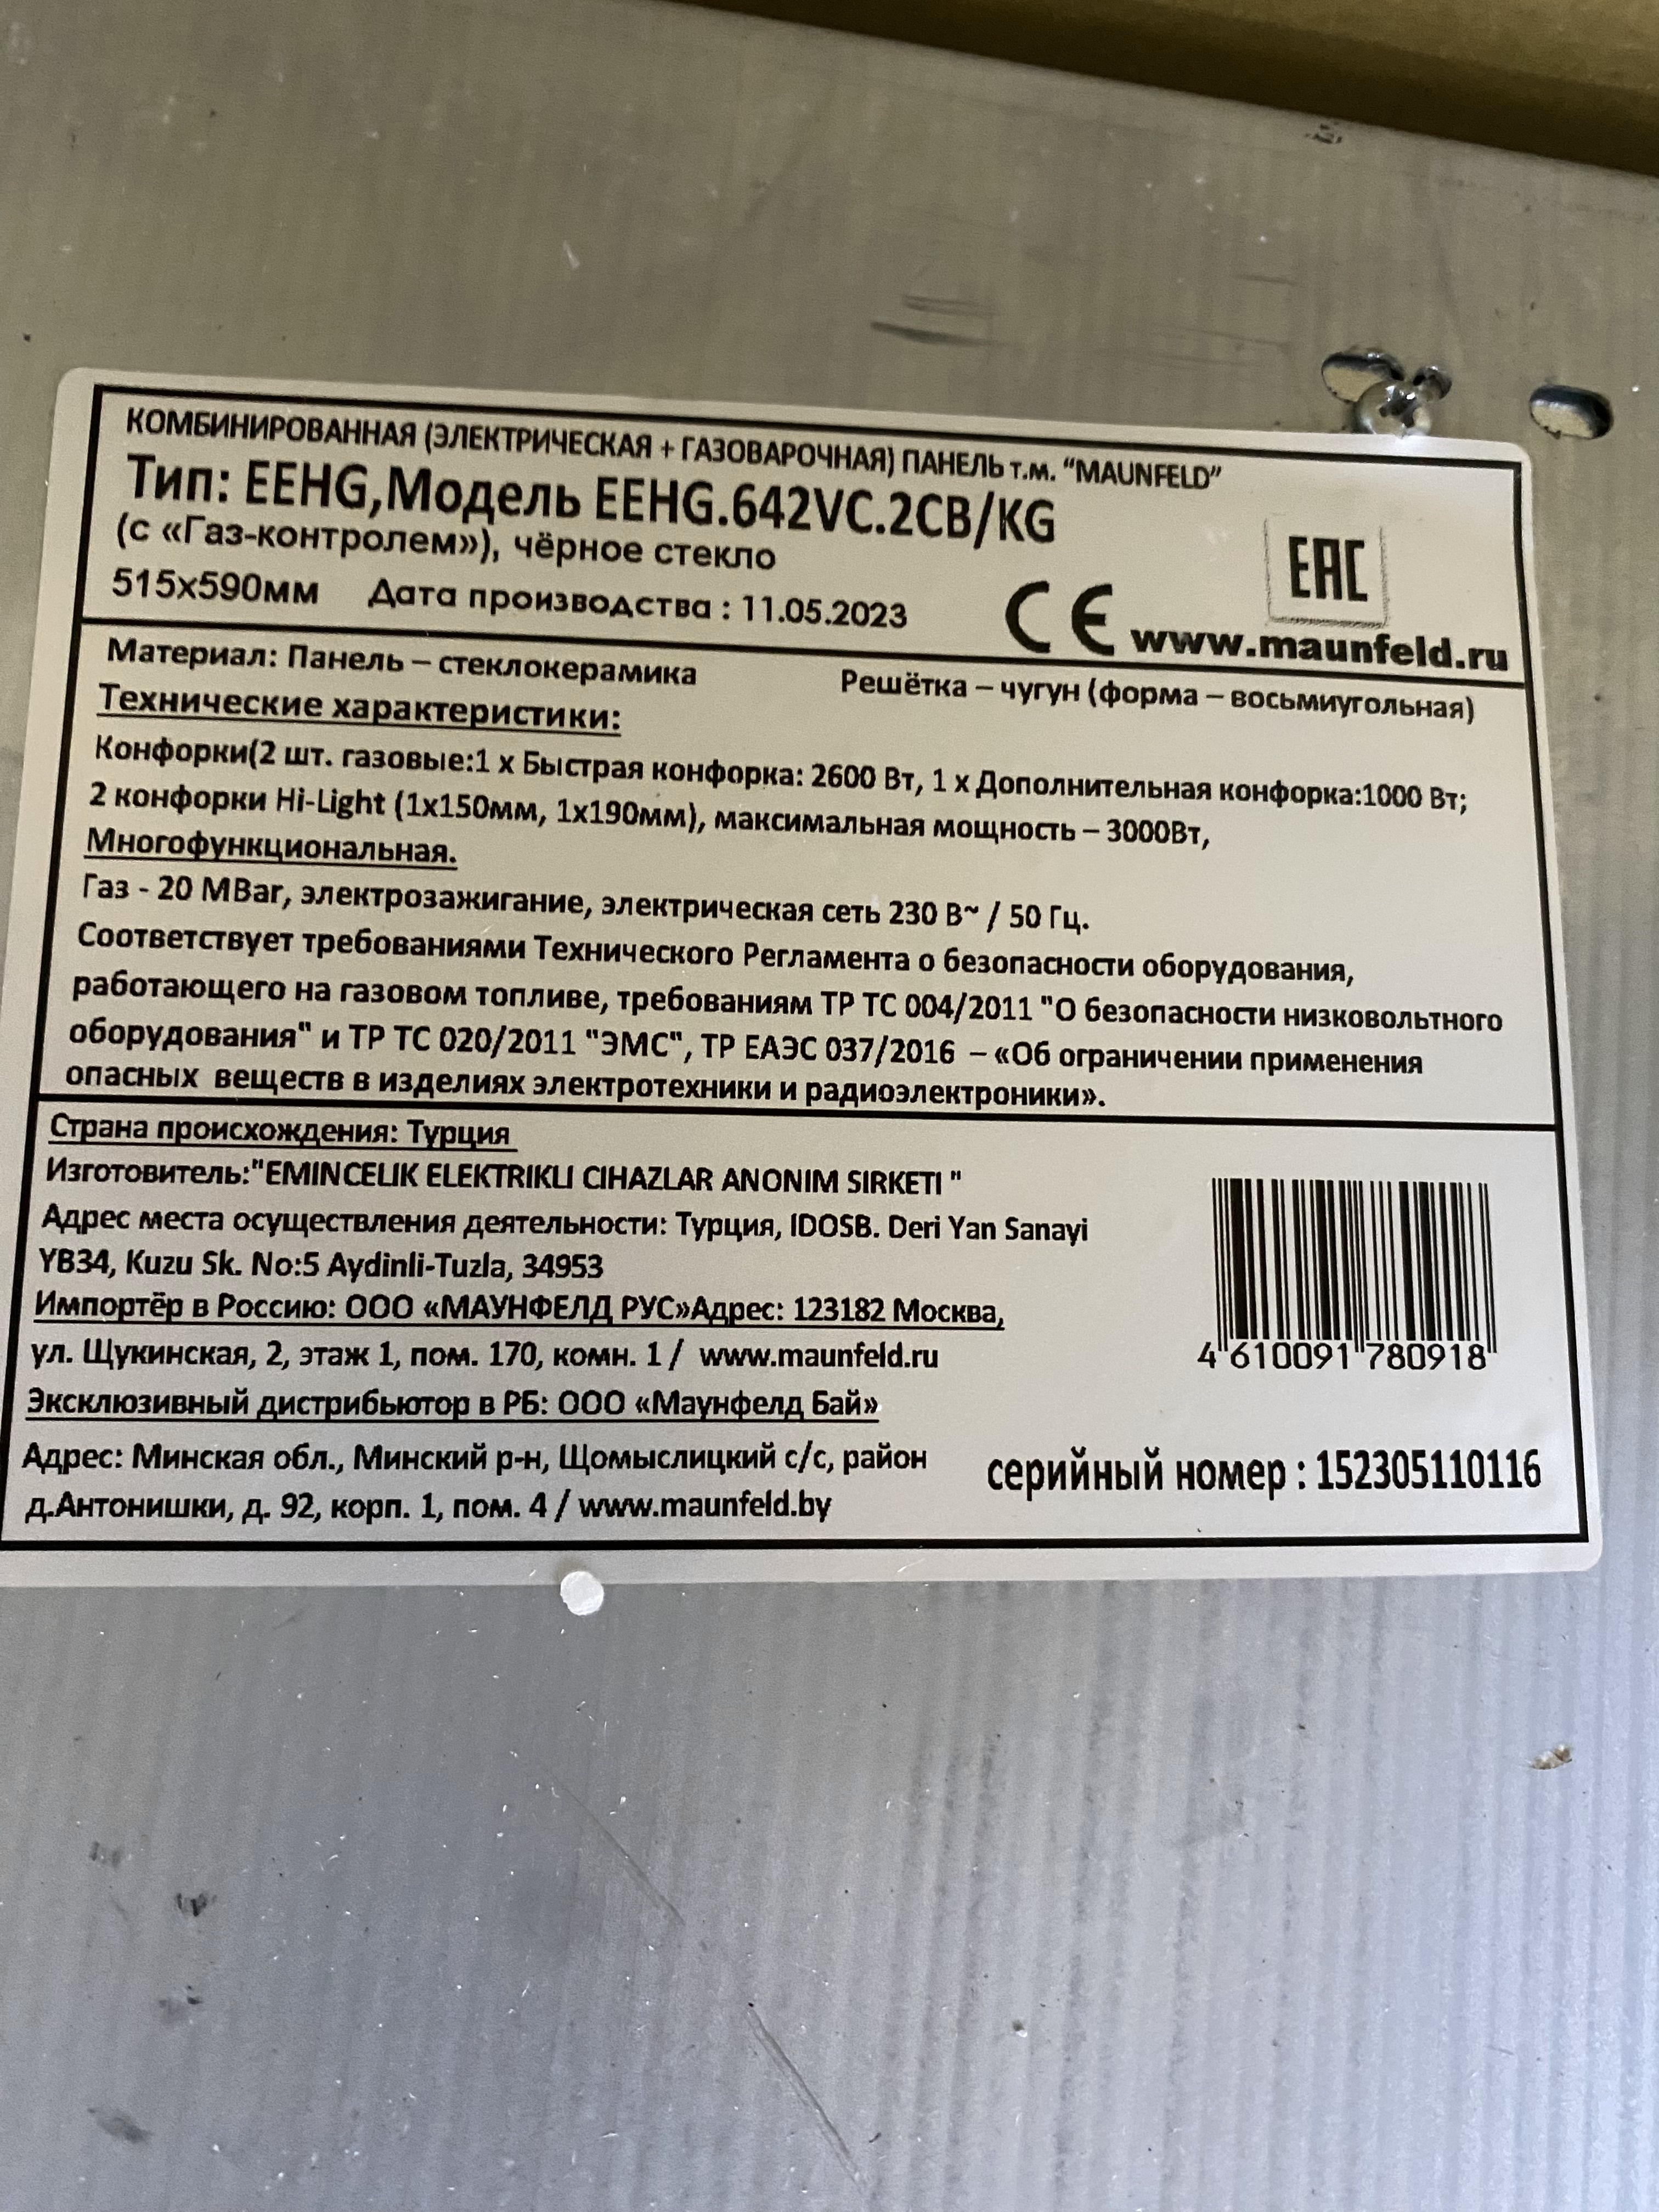 КОМБИНИРОВАННАЯ (ЭЛЕКТРИЧЕСКАЯ + ГАЗОВАРОЧНАЯ) ПАНЕЛЬ т.м. “MAUNFELD”
Тип: EEHG,Модель EEHG.642VC.2CB/KG
(с «Газ-контролем»), чёрное стекло
515x590мм Дата производства : 11.05.2023
CE EAC
www.maunfeld.ru
Материал: Панель – стеклокерамика Решётка – чугун (форма – восьмиугольная)
Технические характеристики:
Конфорки(2 шт. газовые:1 x Быстрая конфорка: 2600 Вт, 1 x Дополнительная конфорка:1000 Вт;
2 конфорки Hi-Light (1x150мм, 1x190мм), максимальная мощность – 3000Вт,
Многофункциональная.
Газ - 20 MBar, электрозажигание, электрическая сеть 230 В~ / 50 Гц.
Соответствует требованиями Технического Регламента о безопасности оборудования,
работающего на газовом топливе, требованиям ТР ТС 004/2011 "О безопасности низковольтного
оборудования" и ТР ТС 020/2011 "ЭМС", ТР ЕАЭС 037/2016 – «Об ограничении применения
опасных веществ в изделиях электротехники и радиоэлектроники».
Страна происхождения: Турция
Изготовитель:"EMINCELIK ELEKTRIKLI CIHAZLAR ANONIM SIRKETI "
Адрес места осуществления деятельности: Турция, IDOSB. Deri Yan Sanayi
YB34, Kuzu Sk. No:5 Aydinli-Tuzla, 34953
Импортёр в Россию: ООО «МАУНФЕЛД РУС»Адрес: 123182 Москва,
ул. Щукинская, 2, этаж 1, пом. 170, комн. 1 / www.maunfeld.ru
4 610091 780918
Эксклюзивный дистрибьютор в РБ: ООО «Маунфелд Бай»
Адрес: Минская обл., Минский р-н, Щомыслицкий с/с, район
д.Антонишки, д. 92, корп. 1, пом. 4 / www.maunfeld.by
серийный номер : 152305110116